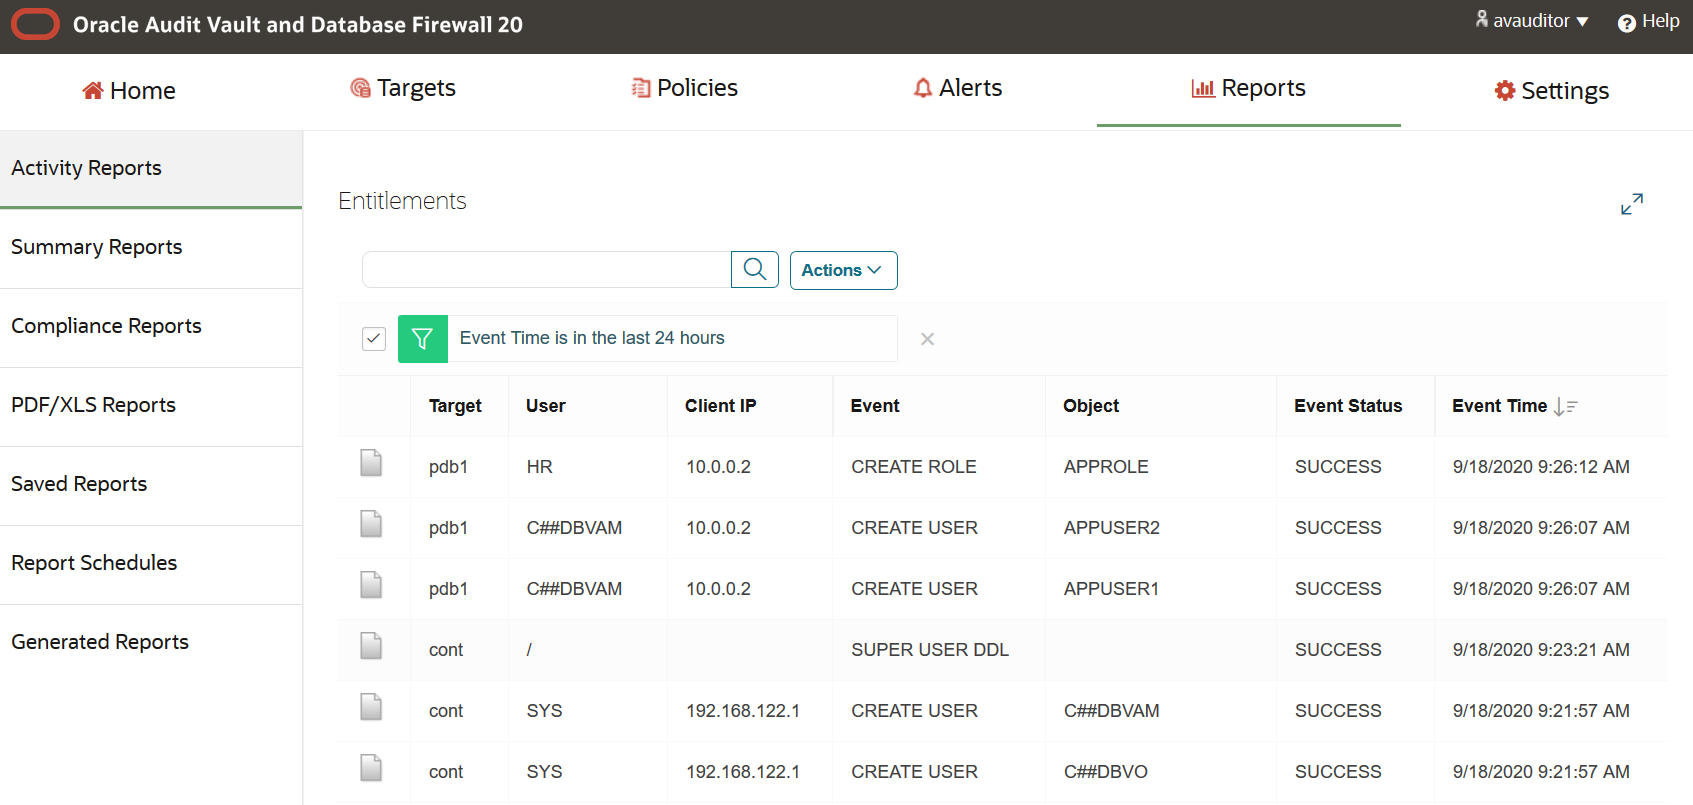 Oracle Audit Vault and Database Firewall 20
avauditor
Help
Home
Targets
Policies
Alerts
Reports
Settings
Activity Reports
Summary Reports
Compliance Reports
PDF/XLS Reports
Saved Reports
Report Schedules
Generated Reports
Entitlements
Actions
Event Time is in the last 24 hours
Target User Client IP Event Object Event Status Event Time
pdb1 HR 10.0.0.2 CREATE ROLE APPROLE SUCCESS 9/18/2020 9:26:12 AM
pdb1 C##DBVAM 10.0.0.2 CREATE USER APPUSER2 SUCCESS 9/18/2020 9:26:07 AM
pdb1 C##DBVAM 10.0.0.2 CREATE USER APPUSER1 SUCCESS 9/18/2020 9:26:07 AM
cont / SUPER USER DDL SUCCESS 9/18/2020 9:23:21 AM
cont SYS 192.168.122.1 CREATE USER C##DBVAM SUCCESS 9/18/2020 9:21:57 AM
cont SYS 192.168.122.1 CREATE USER C##DBVO SUCCESS 9/18/2020 9:21:57 AM